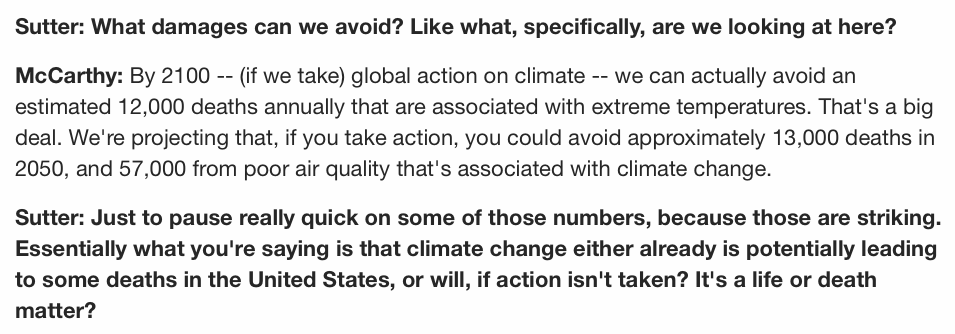 Sutter: What damages can we avoid? Like what, specifically, are we looking at here?
McCarthy: By 2100 -- (if we take) global action on climate -- we can actually avoid an
estimated 12,000 deaths annually that are associated with extreme temperatures. That's a big
deal. We're projecting that, if you take action, you could avoid approximately 13,000 deaths in
2050, and 57,000 from poor air quality that's associated with climate change.
Sutter: Just to pause really quick on some of those numbers, because those are striking.
Essentially what you're saying is that climate change either already is potentially leading
to some deaths in the United States, or will, if action isn't taken? It's a life or death
matter?